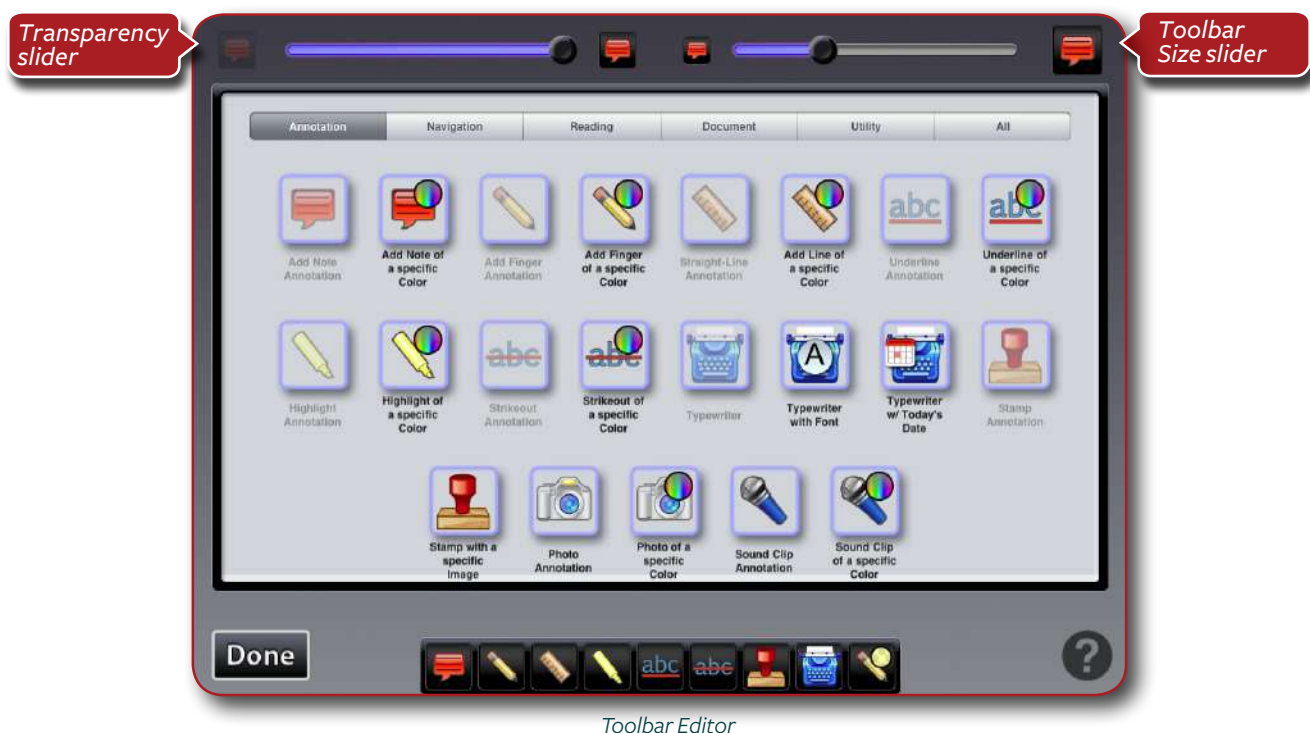 Transparency
slider
Toolbar
Size slider
Annotation Navigation Reading Document Utility All
abc abc
Add Note
Annotation
Add Note of
a specific
Color
Add Finger
Annotation
Add Finger
of a specific
Color
Straight-Line
Annotation
Add Line of
a specific
Color
Underline
Annotation
Underline of
a specific
Color
abc abc
A
Highlight
Annotation
Highlight of
a specific
Color
Strikeout
Annotation
Strikeout of
a specific
Color
Typewriter
Typewriter
with Font
Typewriter
w/ Today's
Date
Stamp
Annotation
Stamp with a
specific
Image
Photo
Annotation
Photo of a
specific
Color
Sound Clip
Annotation
Sound Clip
of a specific
Color
Done
abc abc
?
Toolbar Editor